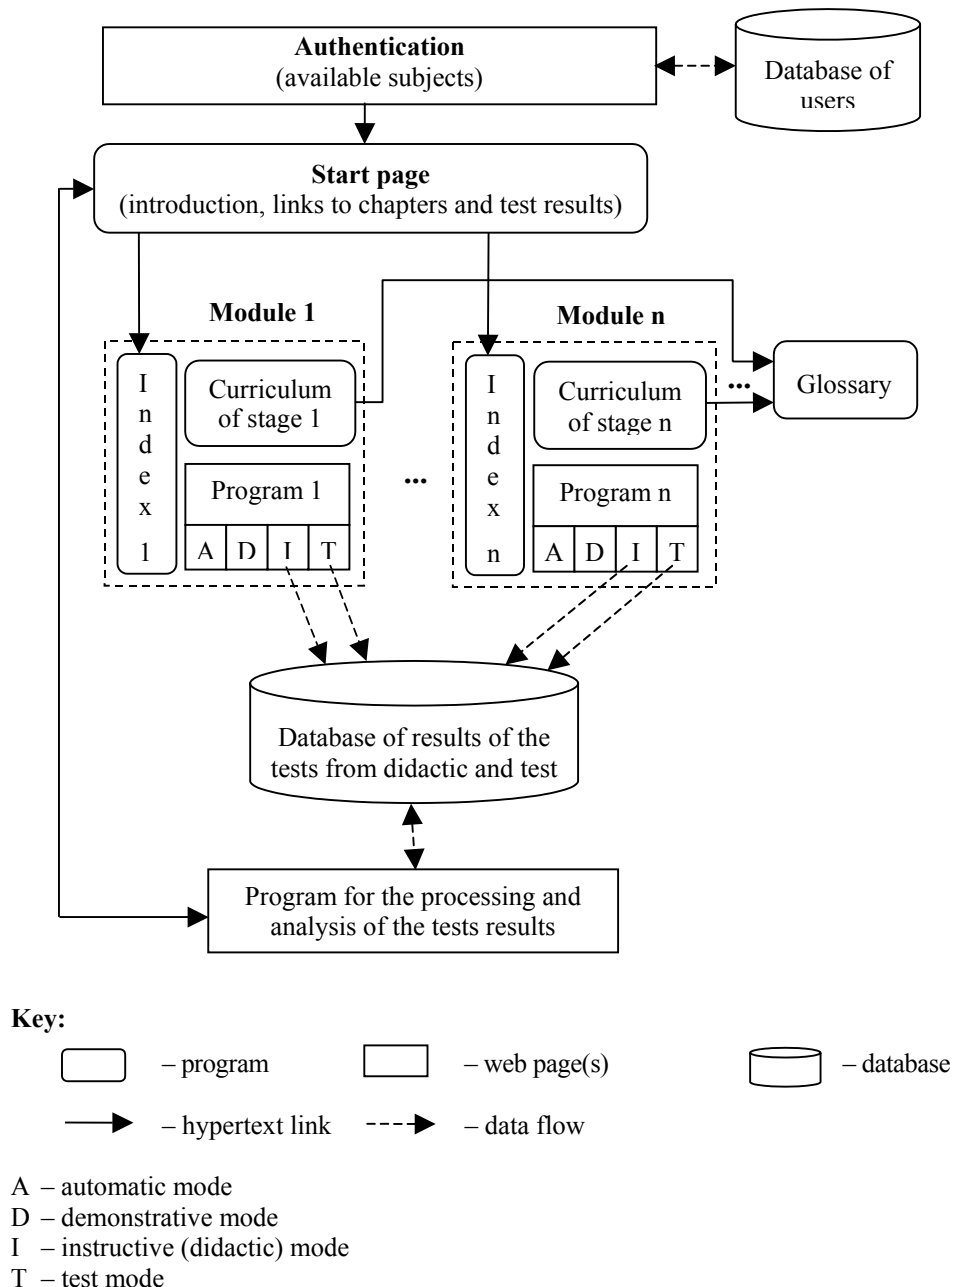 Authentication
(available subjects)
Database of
users
Start page
(introduction, links to chapters and test results)
Module 1
Module n
Index 1
Curriculum
of stage 1
Program 1
A D I T
...
Index n
Curriculum
of stage n
Program n
A D I T
...
Glossary
Database of results of the
tests from didactic and test
Program for the processing and
analysis of the tests results
Key:
– program
– web page(s)
– database
– hypertext link
– data flow
A – automatic mode
D – demonstrative mode
I – instructive (didactic) mode
T – test mode